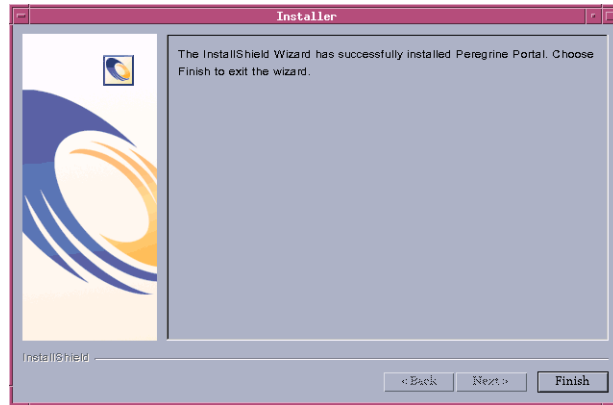 Installer
The InstallShield Wizard has successfully installed Peregrine Portal. Choose
Finish to exit the wizard.
InstallShield
< Back
Next >
Finish